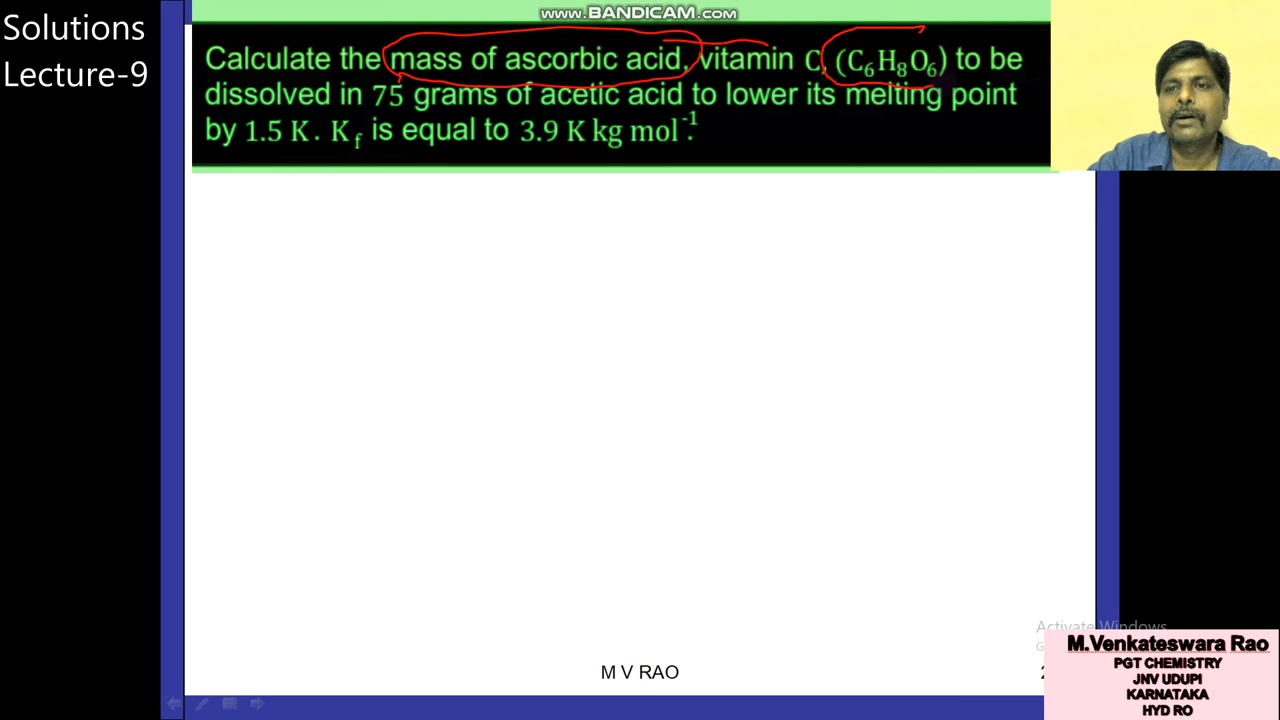 Solutions
Lecture-9
www.BANDICAM.com
Calculate the mass of ascorbic acid, vitamin C, (C₆H₈O₆) to be
dissolved in 75 grams of acetic acid to lower its melting point
by 1.5 K. K f is equal to 3.9 K kg mol⁻¹.
Activate Windows
M V RAO
M.Venkateswara Rao
PGT CHEMISTRY
JNV UDUPI
KARNATAKA
HYD RO